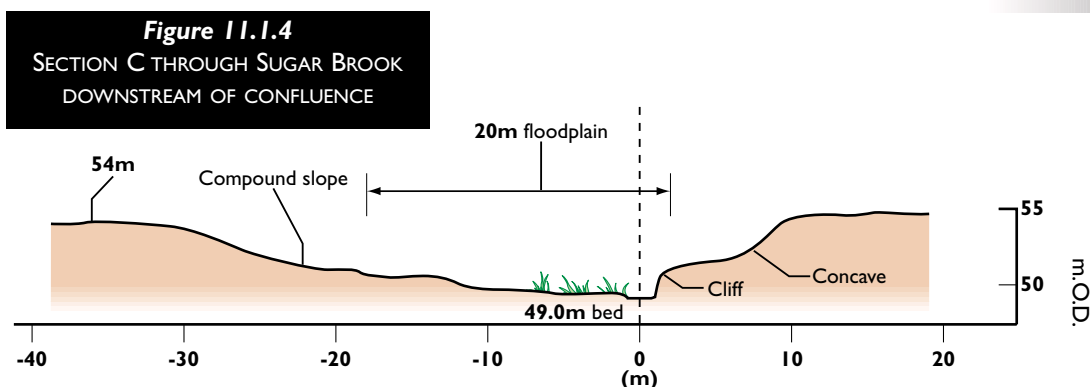 Figure 11.1.4
SECTION C THROUGH SUGAR BROOK
DOWNSTREAM OF CONFLUENCE
20m floodplain
54m
Compound slope
55
Concave
Cliff
50
49.0m bed
m.O.D.
-40 -30 -20 -10 0 10 20
(m)